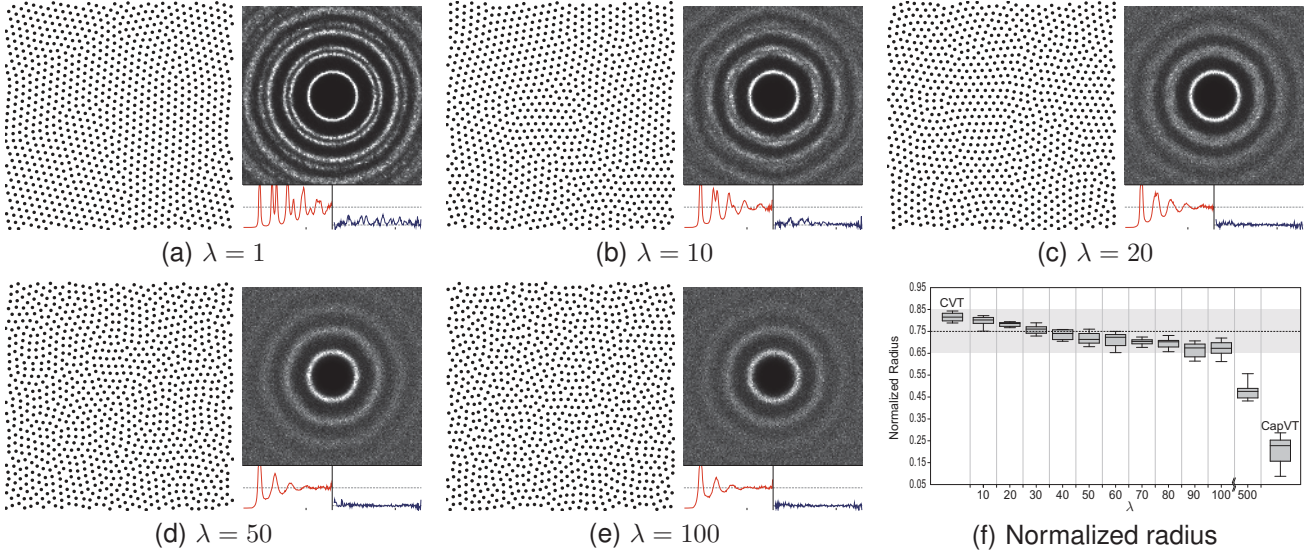 (a) λ = 1
(b) λ = 10
(c) λ = 20
(d) λ = 50
(e) λ = 100
0.95
0.85
0.75
0.65
0.55
0.45
0.35
0.25
0.15
0.05
Normalized Radius
CVT
CapVT
10 20 30 40 50 60 70 80 90 100 500
λ
(f) Normalized radius